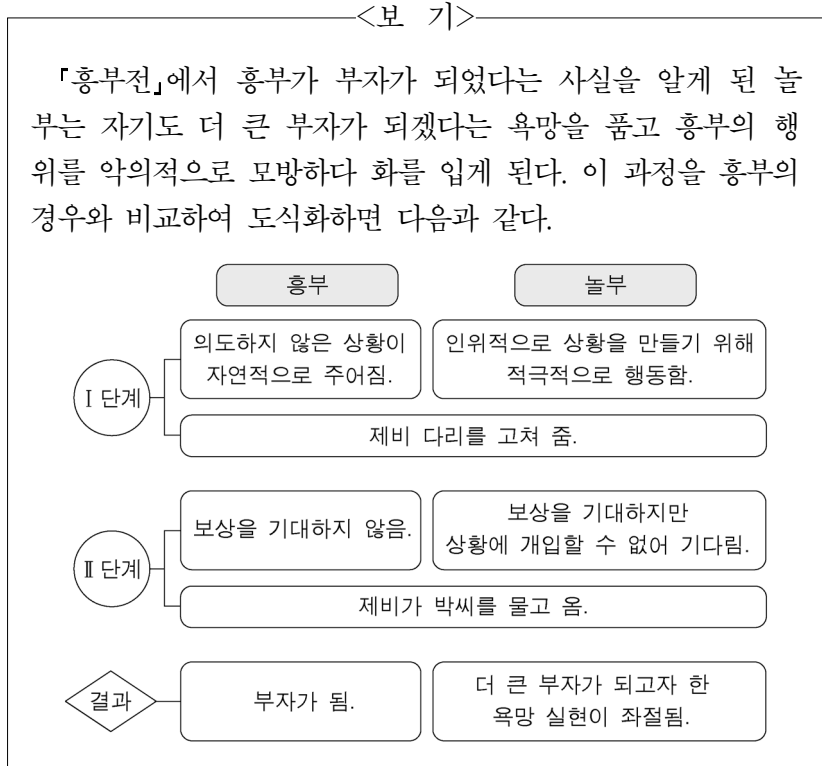 <보 기>
『흥부전』에서 흥부가 부자가 되었다는 사실을 알게 된 놀
부는 자기도 더 큰 부자가 되겠다는 욕망을 품고 흥부의 행
위를 악의적으로 모방하다 화를 입게 된다. 이 과정을 흥부의
경우와 비교하여 도식화하면 다음과 같다.
흥부
놀부
Ⅰ단계
의도하지 않은 상황이
자연적으로 주어짐.
인위적으로 상황을 만들기 위해
적극적으로 행동함.
제비 다리를 고쳐 줌.
Ⅱ단계
보상을 기대하지 않음.
보상을 기대하지만
상황에 개입할 수 없어 기다림.
제비가 박씨를 물고 옴.
결과
부자가 됨.
더 큰 부자가 되고자 한
욕망 실현이 좌절됨.